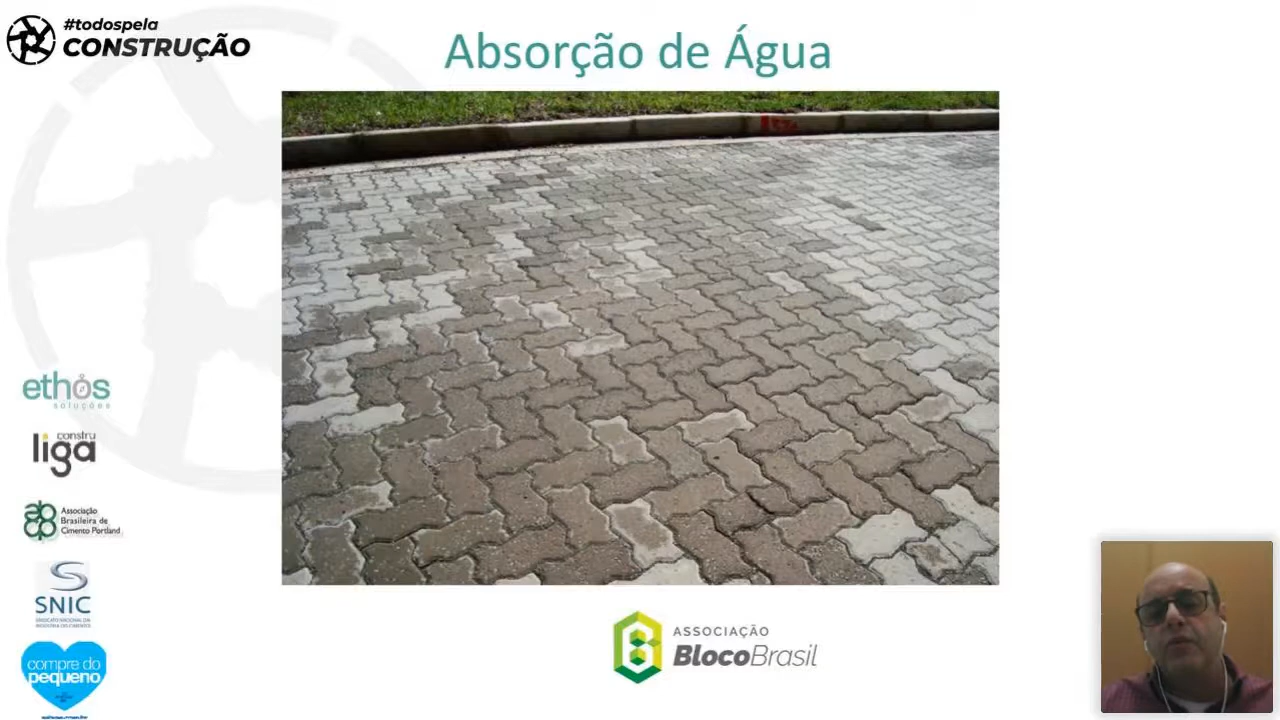 #todospela
CONSTRUÇÃO
Absorção de Água
ethos
soluções
constru
liga
Associação
Brasileira de
Cimento Portland
SNIC
compre do
pequeno
ASSOCIAÇÃO
BlocoBrasil